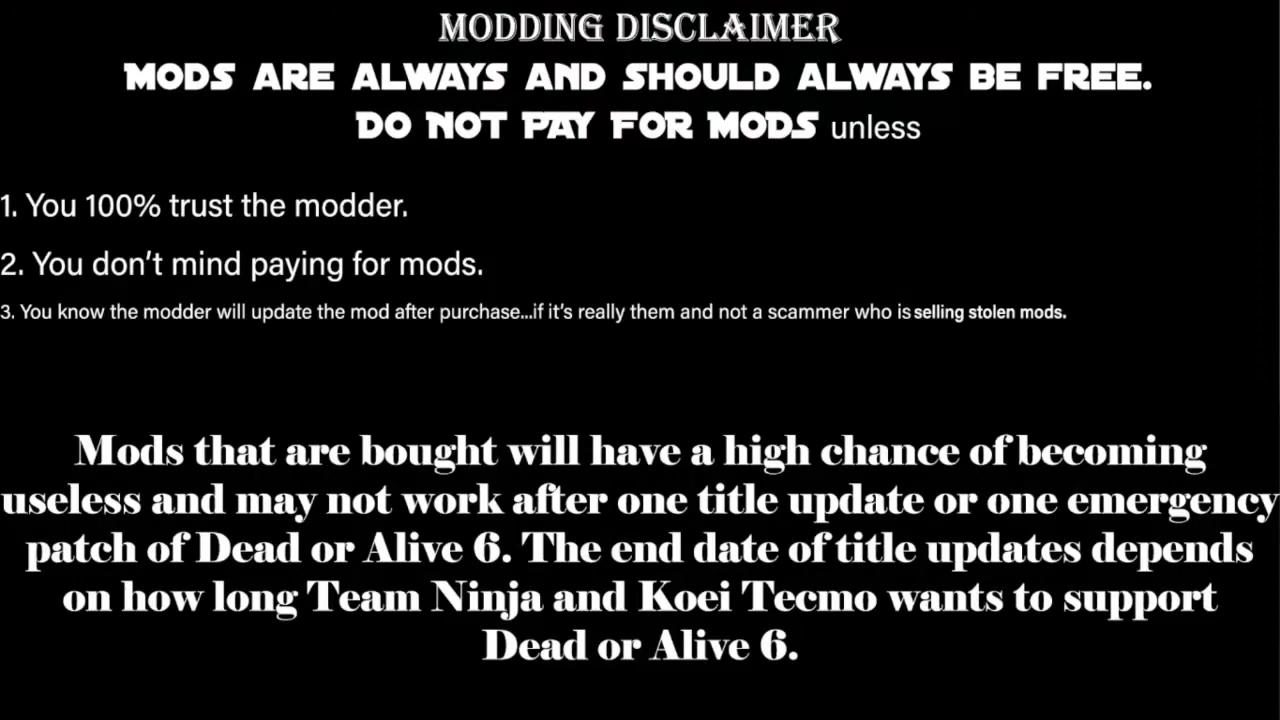 MODDING DISCLAIMER
MODS ARE ALWAYS AND SHOULD ALWAYS BE FREE.
DO NOT PAY FOR MODS unless
1. You 100% trust the modder.
2. You don't mind paying for mods.
3. You know the modder will update the mod after purchase...if it's really them and not a scammer who is selling stolen mods.
Mods that are bought will have a high chance of becoming
useless and may not work after one title update or one emergency
patch of Dead or Alive 6. The end date of title updates depends
on how long Team Ninja and Koei Tecmo wants to support
Dead or Alive 6.